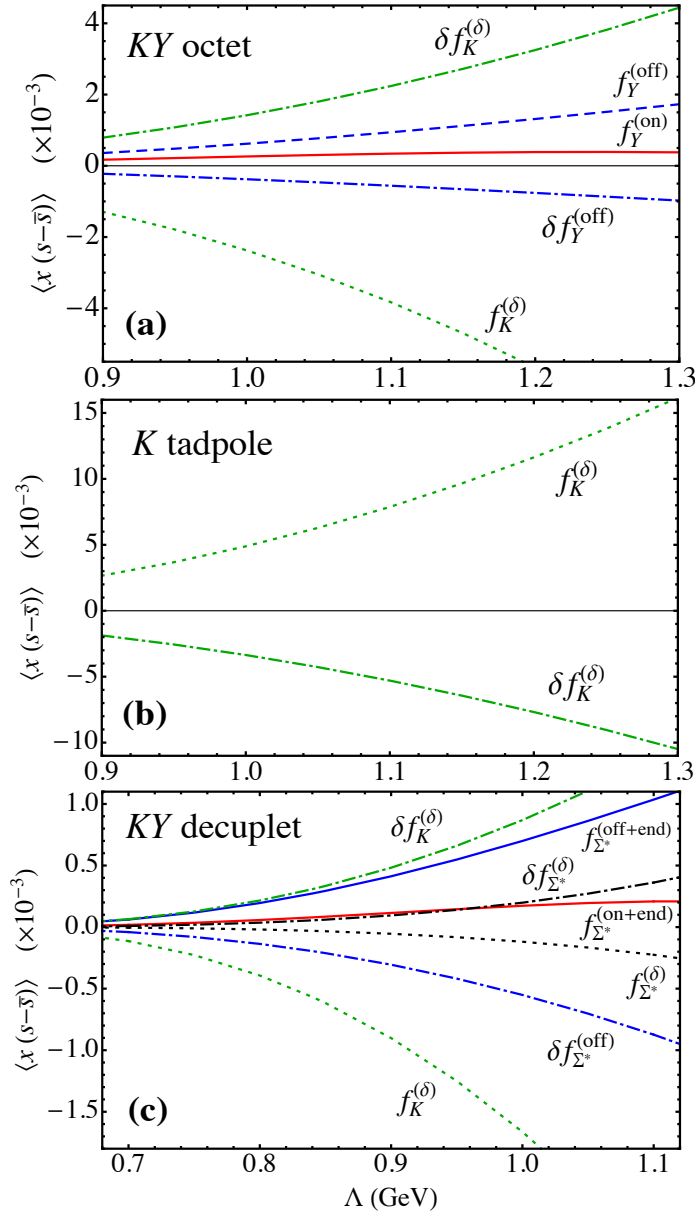 KY octet
δf_K^(δ)
f_Y^(off)
f_Y^(on)
δf_Y^(off)
f_K^(δ)
(a)
⟨x (s−s̅)⟩ (×10⁻³)
4
2
0
−2
−4
0.9 1.0 1.1 1.2 1.3
K tadpole
f_K^(δ)
δf_K^(δ)
(b)
⟨x (s−s̅)⟩ (×10⁻³)
15
10
5
0
−5
−10
0.9 1.0 1.1 1.2 1.3
KY decuplet
δf_K^(δ)
f_Σ*^(off+end)
δf_Σ*^(δ)
f_Σ*^(on+end)
f_Σ*^(δ)
δf_Σ*^(off)
f_K^(δ)
(c)
⟨x (s−s̅)⟩ (×10⁻³)
1.0
0.5
0.0
−0.5
−1.0
−1.5
0.7 0.8 0.9 1.0 1.1
Λ (GeV)